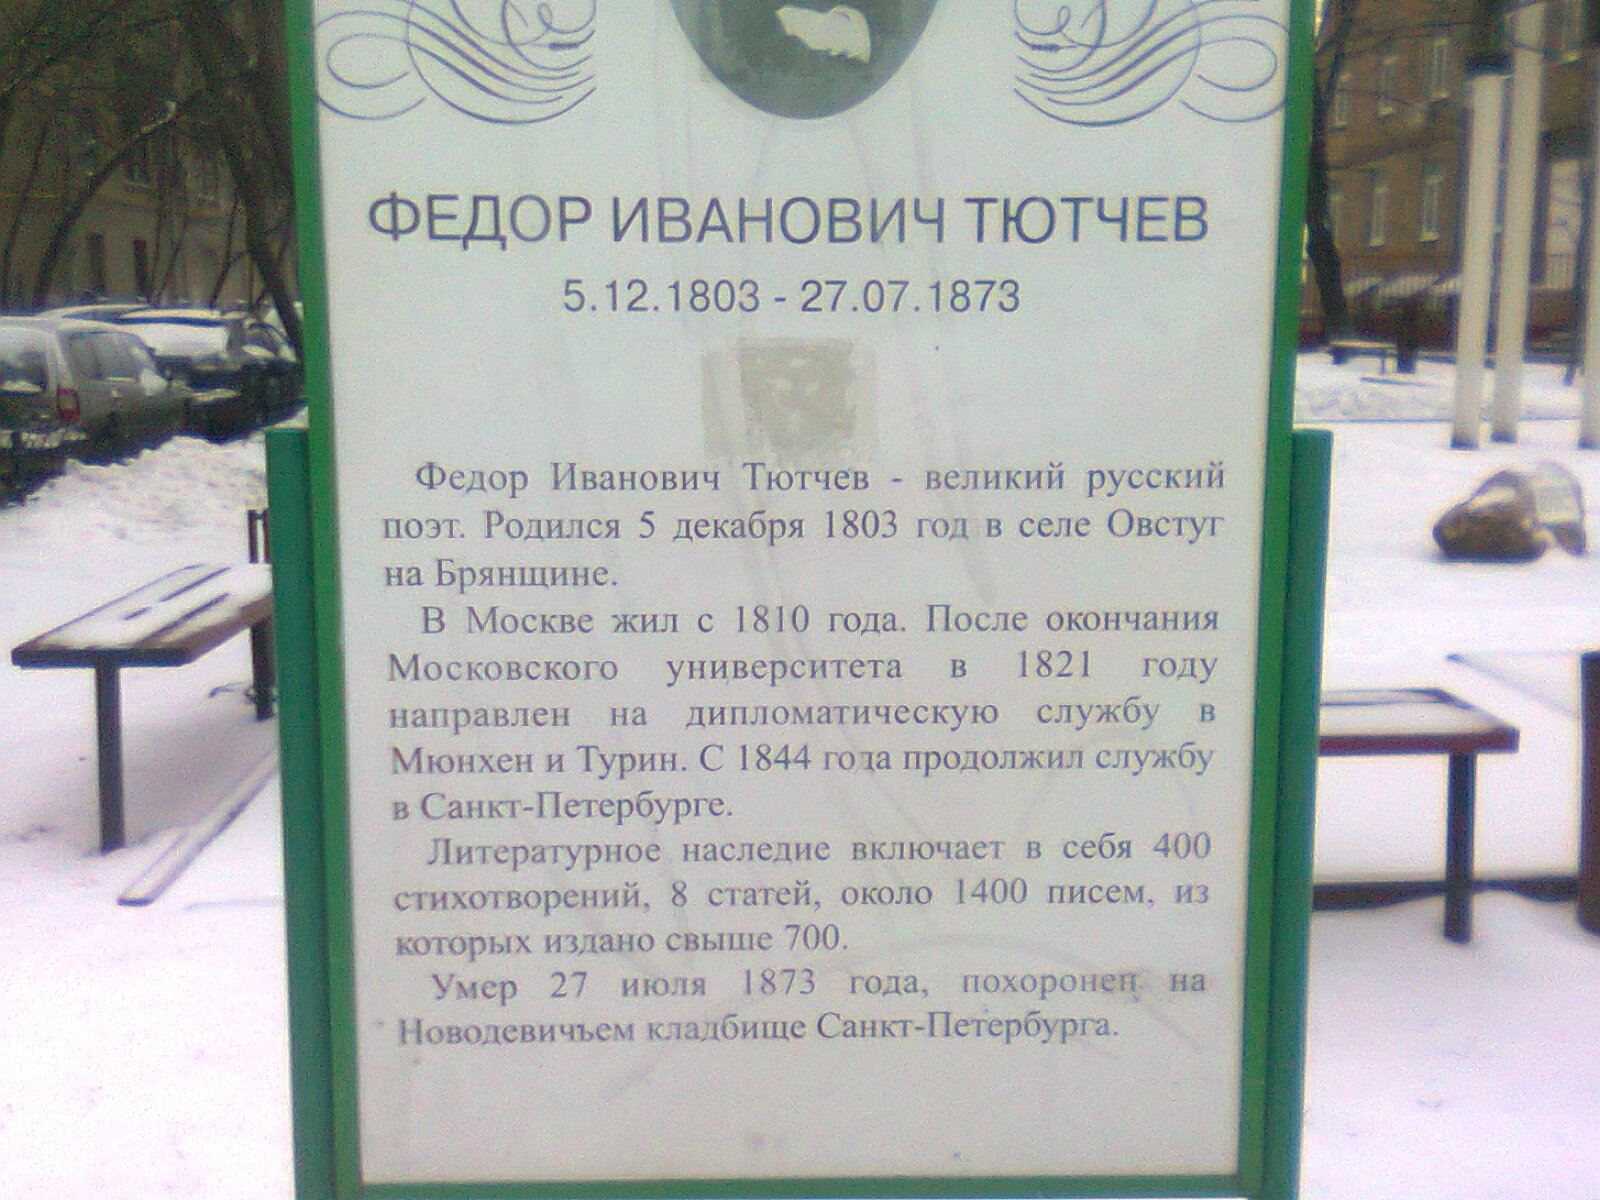 ФЕДОР ИВАНОВИЧ ТЮТЧЕВ
5.12.1803 - 27.07.1873
Федор Иванович Тютчев - великий русский
поэт. Родился 5 декабря 1803 год в селе Овстуг
на Брянщине.
В Москве жил с 1810 года. После окончания
Московского университета в 1821 году
направлен на дипломатическую службу в
Мюнхен и Турин. С 1844 года продолжил службу
в Санкт-Петербурге.
Литературное наследие включает в себя 400
стихотворений, 8 статей, около 1400 писем, из
которых издано свыше 700.
Умер 27 июля 1873 года, похоронен на
Новодевичьем кладбище Санкт-Петербурга.